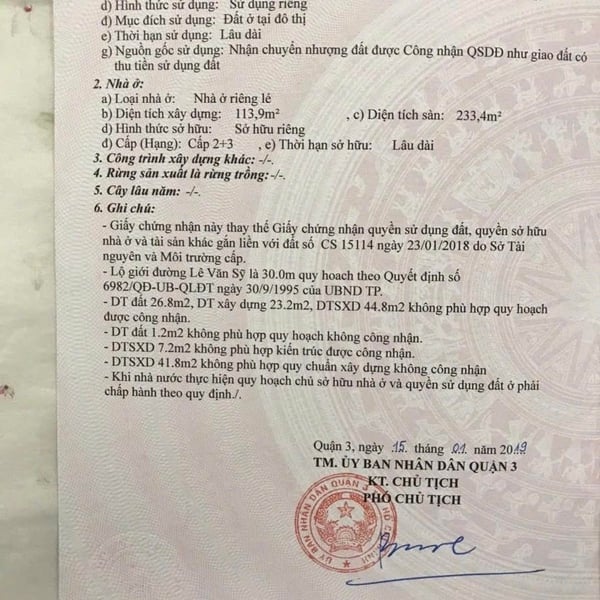 d) Hình thức sử dụng: Sử dụng riêng
đ) Mục đích sử dụng: Đất ở tại đô thị
e) Thời hạn sử dụng: Lâu dài
g) Nguồn gốc sử dụng: Nhận chuyển nhượng đất được Công nhận QSDĐ như giao đất có
thu tiền sử dụng đất
2. Nhà ở:
a) Loại nhà ở: Nhà ở riêng lẻ
b) Diện tích xây dựng: 113,9m² , c) Diện tích sàn: 233,4m²
d) Hình thức sở hữu: Sở hữu riêng
đ) Cấp (Hạng): Cấp 2+3 , e) Thời hạn sở hữu: Lâu dài
3. Công trình xây dựng khác: -/-.
4. Rừng sản xuất là rừng trồng:-/-.
5. Cây lâu năm: -/-.
6. Ghi chú:
- Giấy chứng nhận này thay thế Giấy chứng nhận quyền sử dụng đất, quyền sở hữu
nhà ở và tài sản khác gắn liền với đất số CS 15114 ngày 23/01/2018 do Sở Tài
nguyên và Môi trường cấp.
- Lộ giới đường Lê Văn Sỹ là 30.0m quy hoạch theo Quyết định số
6982/QĐ-UB-QLĐT ngày 30/9/1995 của UBND TP.
- DT đất 26.8m2, DT xây dựng 23.2m2, DTSXD 44.8m2 không phù hợp quy hoạch
được công nhận.
- DT đất 1.2m2 không phù hợp quy hoạch không công nhận.
- DTSXD 7.2m2 không phù hợp kiến trúc được công nhận.
- DTSXD 41.8m2 không phù hợp quy chuẩn xây dựng không công nhận
- Khi nhà nước thực hiện quy hoạch chủ sở hữu nhà ở và quyền sử dụng đất ở phải
chấp hành theo quy định./.
Quận 3, ngày 15 tháng 01 năm 2019
TM. ỦY BAN NHÂN DÂN QUẬN 3
KT. CHỦ TỊCH
PHÓ CHỦ TỊCH
ỦY BAN NHÂN DÂN QUẬN 3